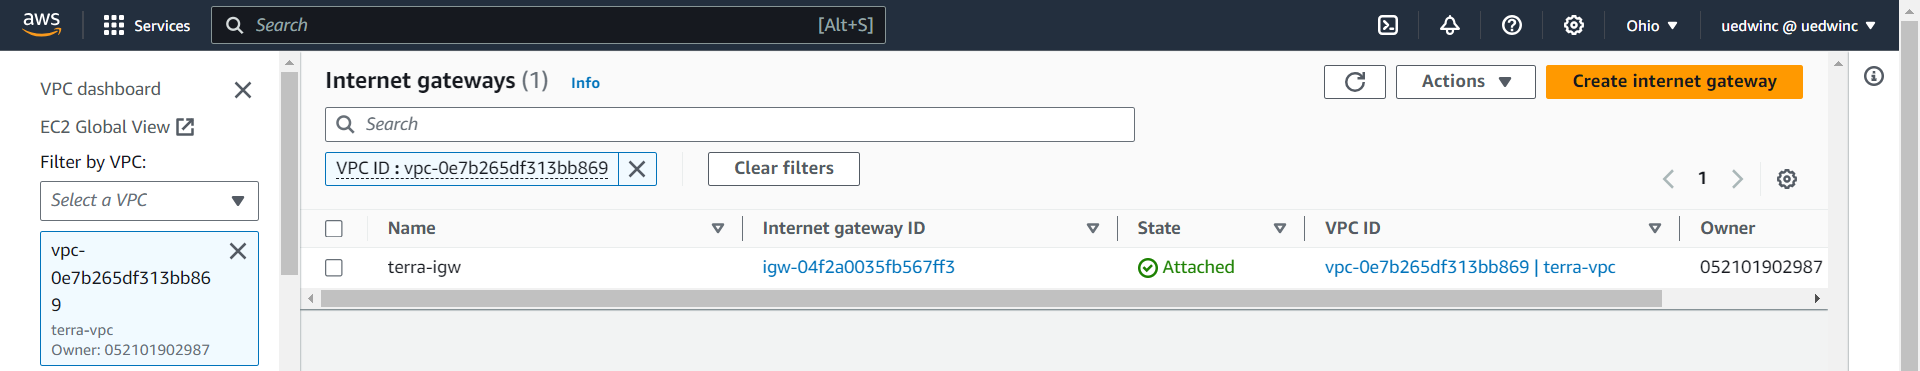 aws
Services
Search
[Alt+S]
Ohio
uedwinc @ uedwinc
VPC dashboard
EC2 Global View
Filter by VPC:
Select a VPC
vpc-
0e7b265df313bb86
9
terra-vpc
Owner: 052101902987
Internet gateways (1)
Info
Actions
Create internet gateway
Search
VPC ID : vpc-0e7b265df313bb869
Clear filters
1
Name Internet gateway ID State VPC ID Owner
terra-igw igw-04f2a0035fb567ff3 Attached vpc-0e7b265df313bb869 | terra-vpc 052101902987